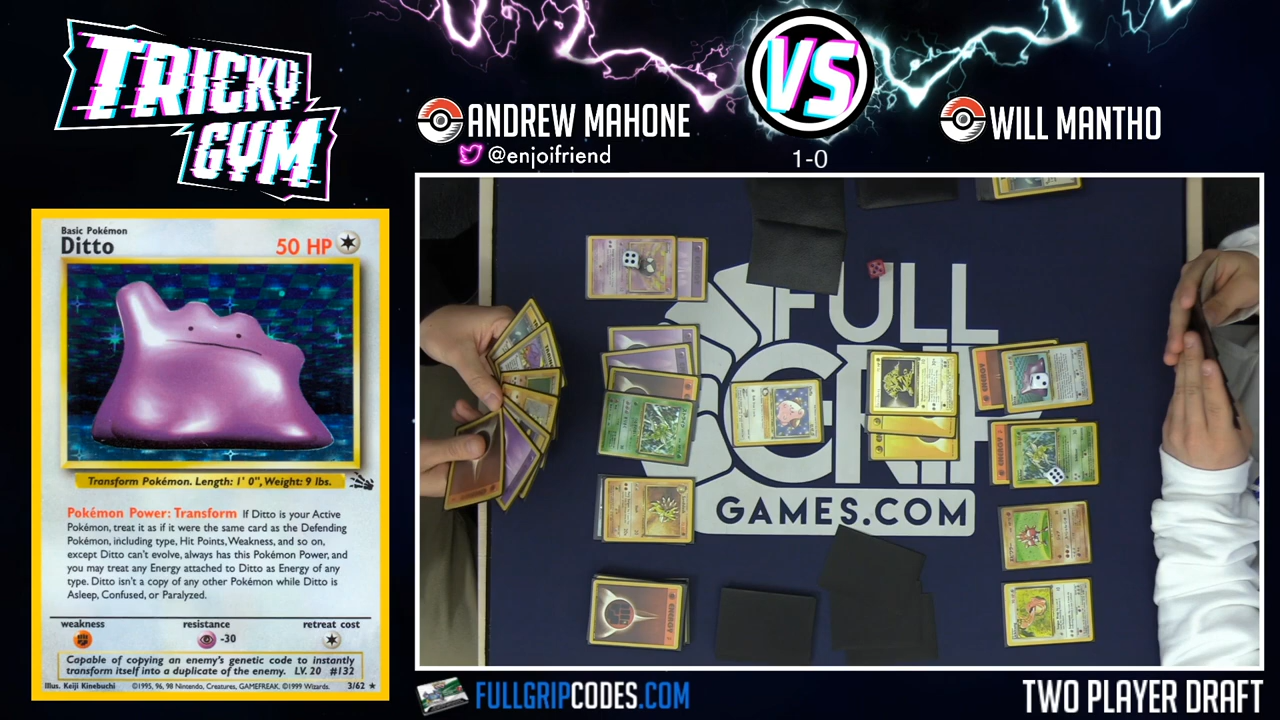 TRICKY
GYM
ANDREW MAHONE
@enjoifriend
VS
1-0
WILL MANTHO
Basic Pokémon
Ditto
50 HP
Transform Pokémon. Length: 1' 0", Weight: 9 lbs.
Pokémon Power: Transform If Ditto is your Active
Pokémon, treat it as if it were the same card as the Defending
Pokémon, including type, Hit Points, Weakness, and so on,
except Ditto can't evolve, always has this Pokémon Power, and
you may treat any Energy attached to Ditto as Energy of any
type. Ditto isn't a copy of any other Pokémon while Ditto is
Asleep, Confused, or Paralyzed.
weakness
resistance
retreat cost
-30
Capable of copying an enemy's genetic code to instantly
transform itself into a duplicate of the enemy. LV. 20 #132
Illus. Keiji Kinebuchi ©1995, 96, 98 Nintendo, Creatures, GAMEFREAK. ©1999 Wizards. 3/62 ★
FULL
GRIP
GAMES.COM
ENERGY
ENERGY
ENERGY
FULLGRIPCODES.COM
TWO PLAYER DRAFT